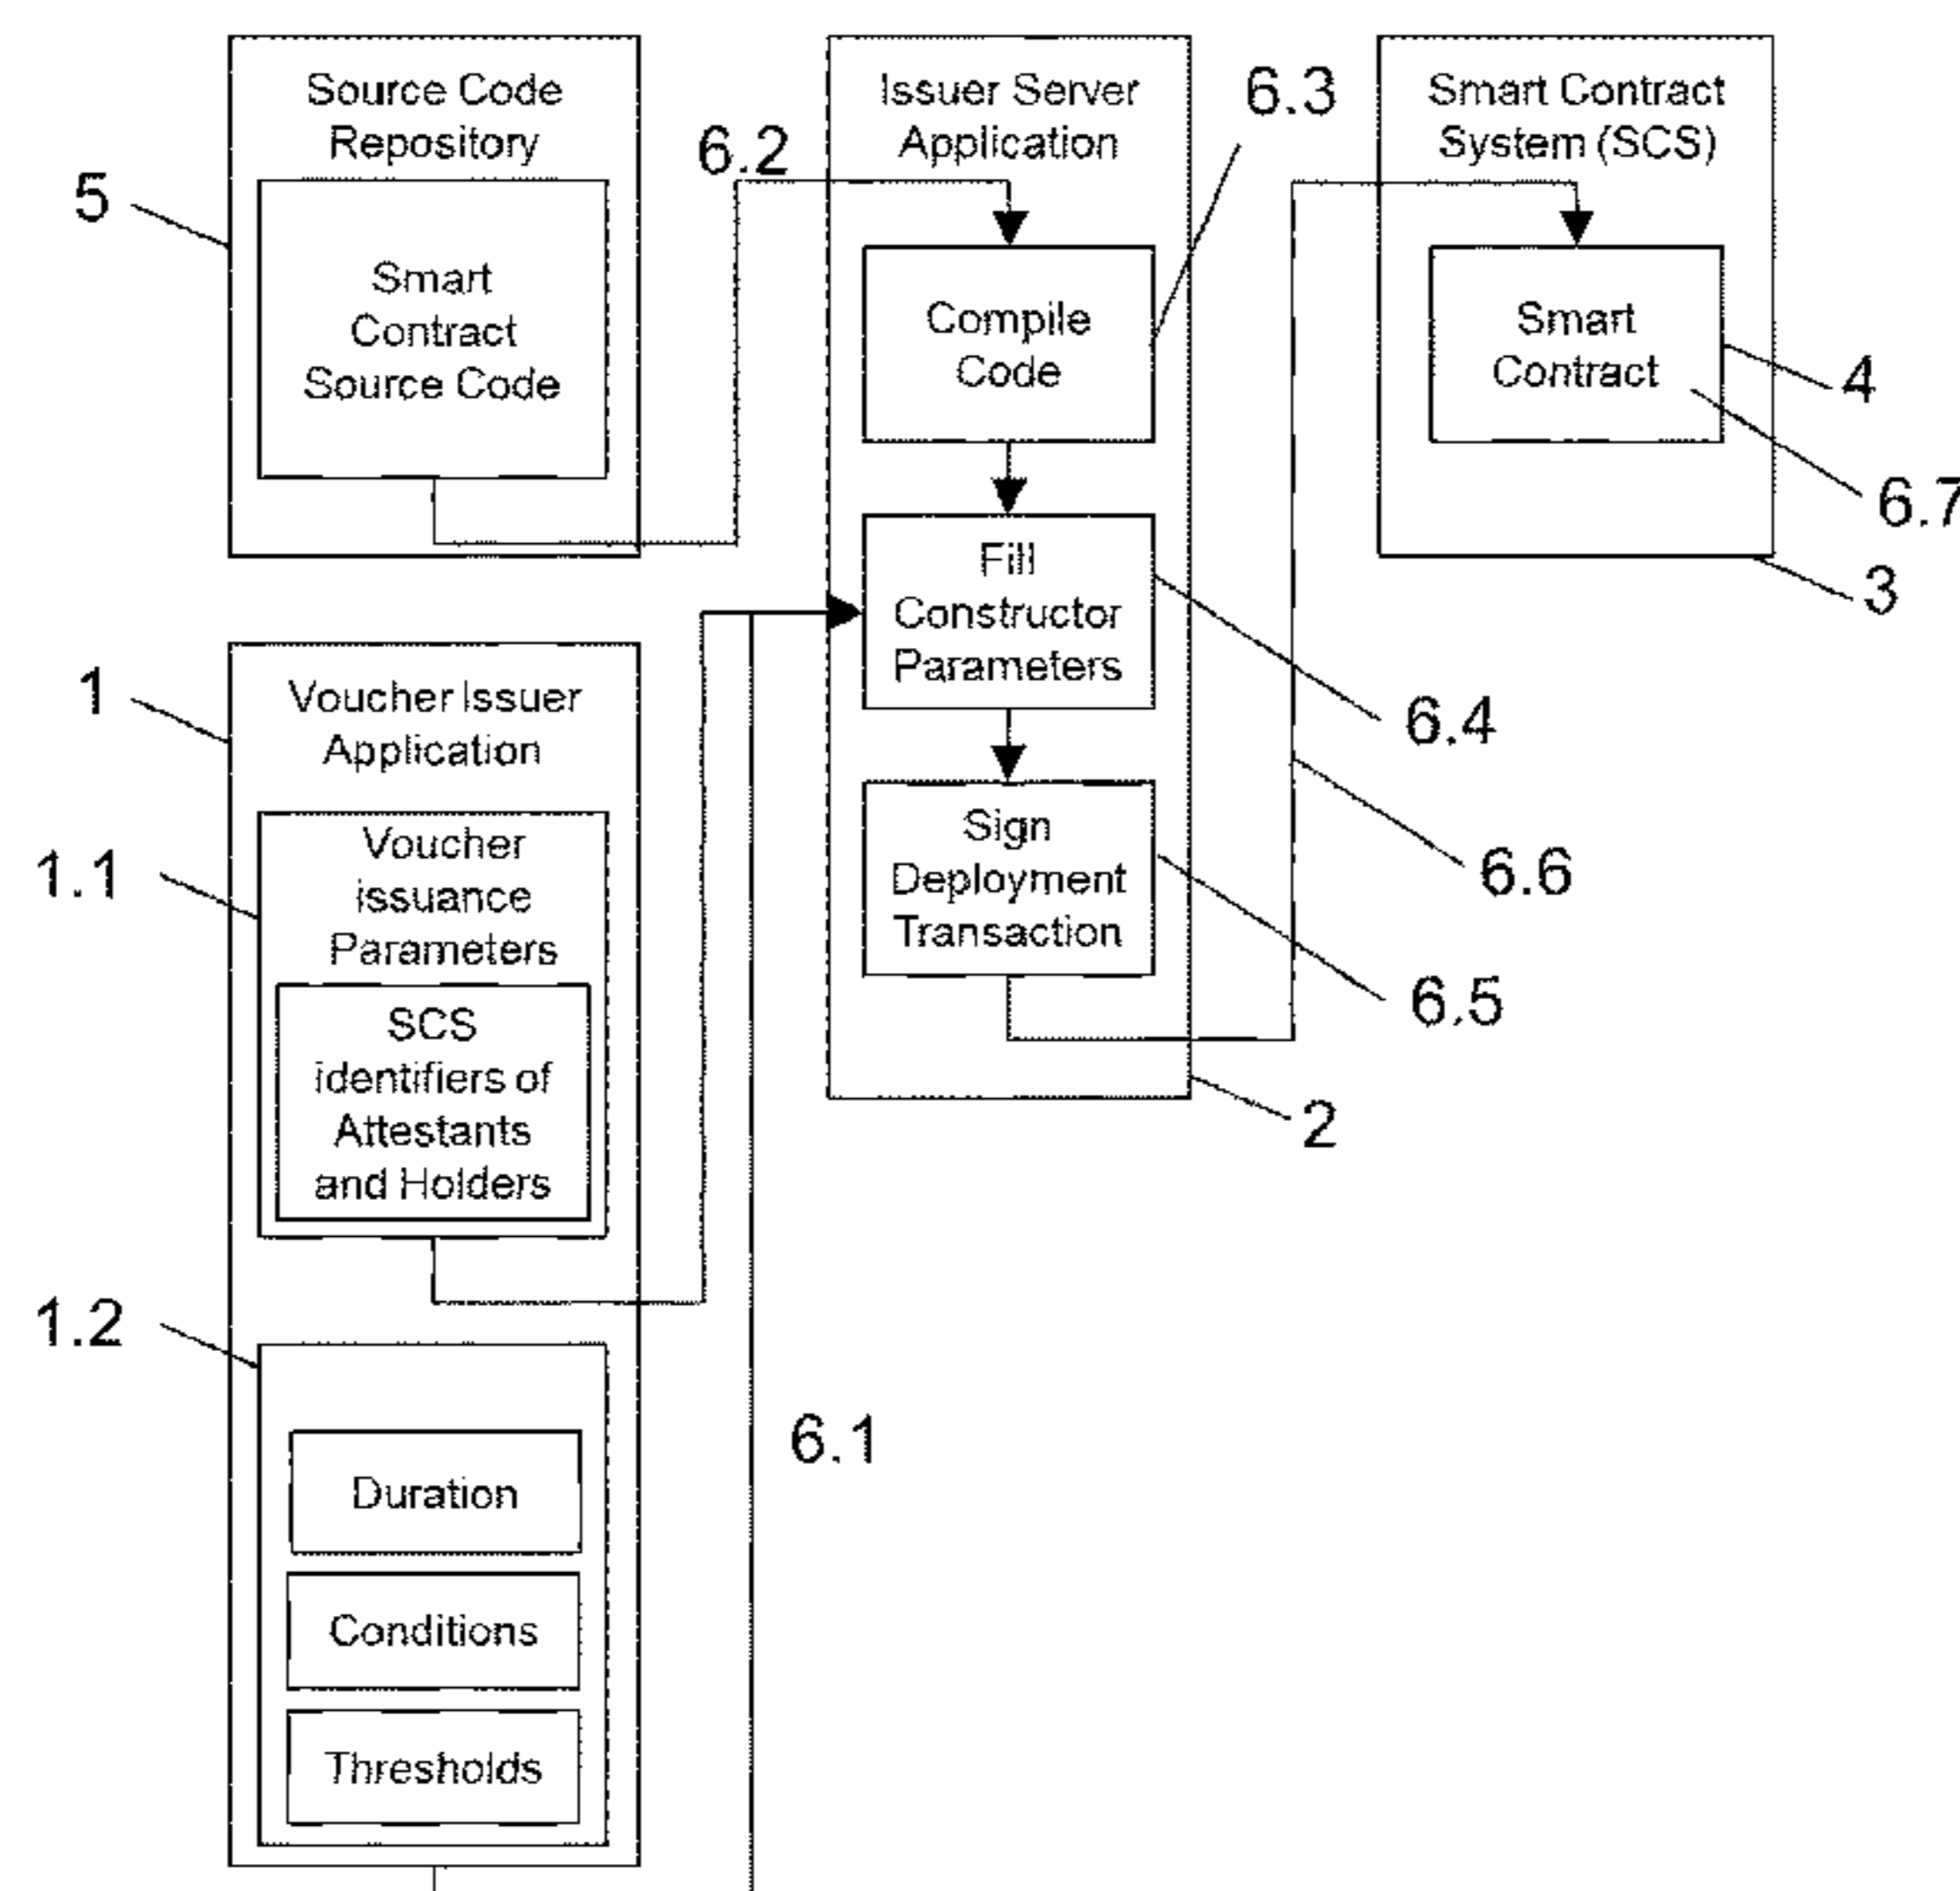 Source Code
Repository
5
Smart
Contract
Source Code
6.2
Issuer Server
Application
6.3
Compile
Code
Fill
Constructor
Parameters
6.4
Sign
Deployment
Transaction
6.5
6.6
2
Smart Contract
System (SCS)
Smart
Contract
4
6.7
3
1
Voucher Issuer
Application
1.1
Voucher
issuance
Parameters
SCS
identifiers of
Attestants
and Holders
1.2
Duration
Conditions
Thresholds
6.1